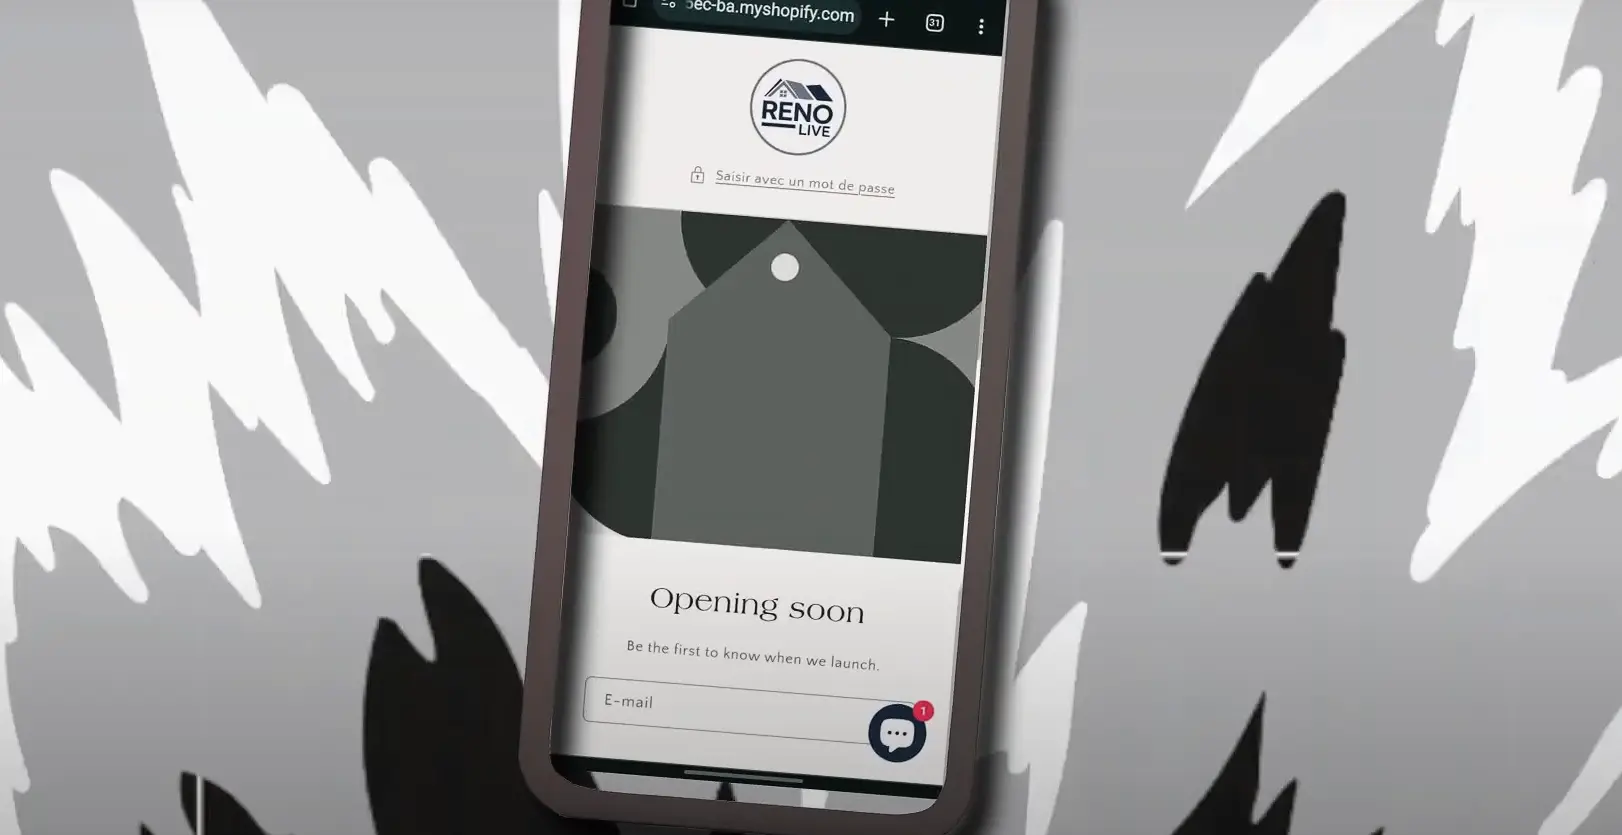 ec-ba.myshopify.com
31
RENO
LIVE
Saisir avec un mot de passe
Opening soon
Be the first to know when we launch.
E-mail
1